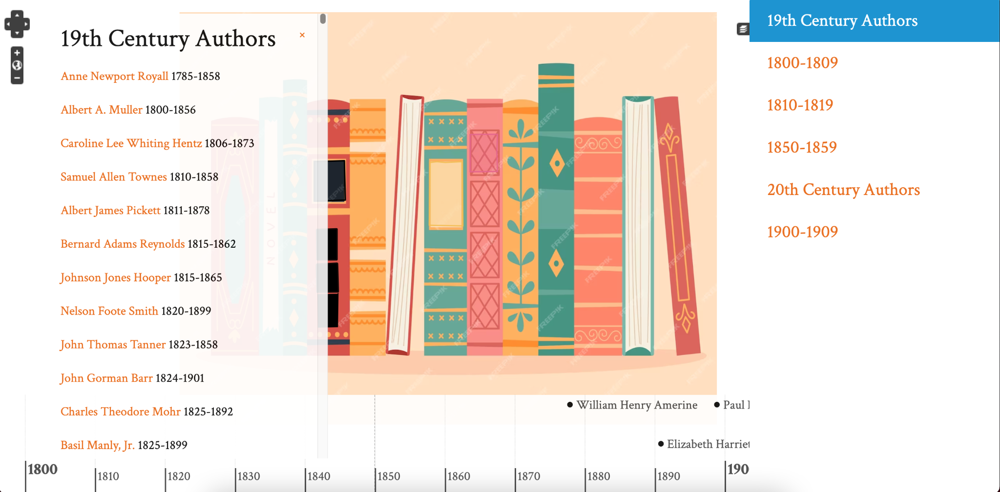 19th Century Authors
×
Anne Newport Royall 1785-1858
Albert A. Muller 1800-1856
Caroline Lee Whiting Hentz 1806-1873
Samuel Allen Townes 1810-1858
Albert James Pickett 1811-1878
Bernard Adams Reynolds 1815-1862
Johnson Jones Hooper 1815-1865
Nelson Foote Smith 1820-1899
John Thomas Tanner 1823-1858
John Gorman Barr 1824-1901
Charles Theodore Mohr 1825-1892
Basil Manly, Jr. 1825-1899
NOVEL
FREEPIK
William Henry Amerine
Paul
Elizabeth Harriet
1800
1810
1820
1830
1840
1850
1860
1870
1880
1890
190
19th Century Authors
1800-1809
1810-1819
1850-1859
20th Century Authors
1900-1909